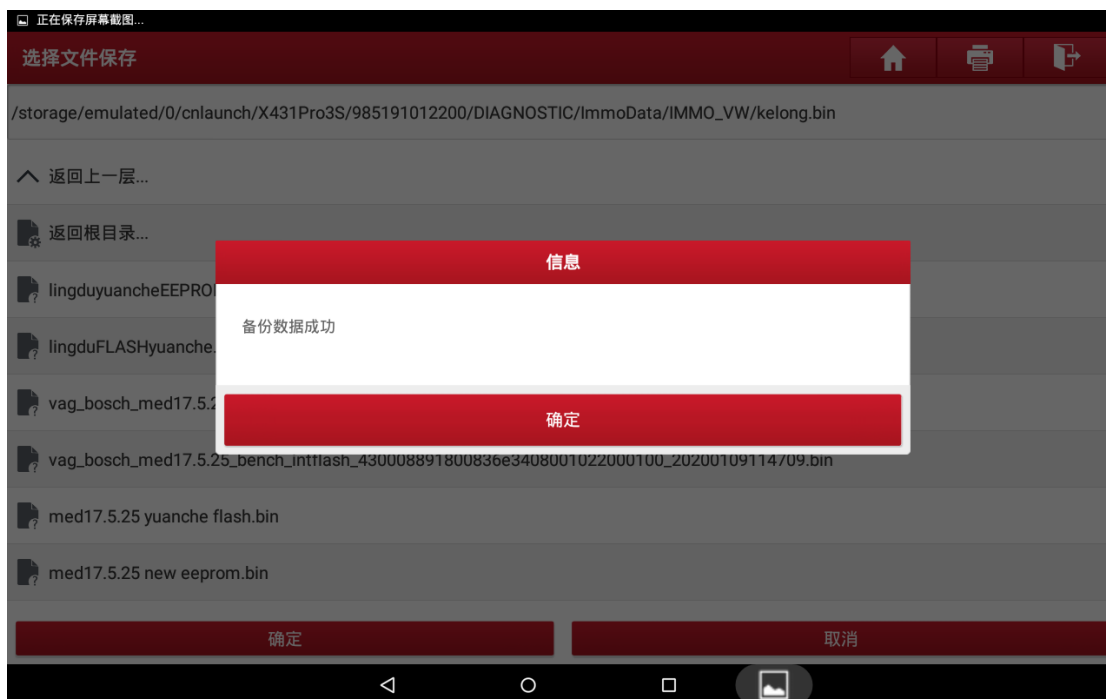 正在保存屏幕截图...
选择文件保存
/storage/emulated/0/cnlaunch/X431Pro3S/985191012200/DIAGNOSTIC/ImmoData/IMMO_VW/kelong.bin
返回上一层...
返回根目录...
信息
lingduyuancheEEPRO
备份数据成功
lingduFLASHyuanche.
vag_bosch_med17.5.2
确定
vag_bosch_med17.5.25_bench_intflash_430008891800836e3408001022000100_20200109114709.bin
med17.5.25 yuanche flash.bin
med17.5.25 new eeprom.bin
确定
取消